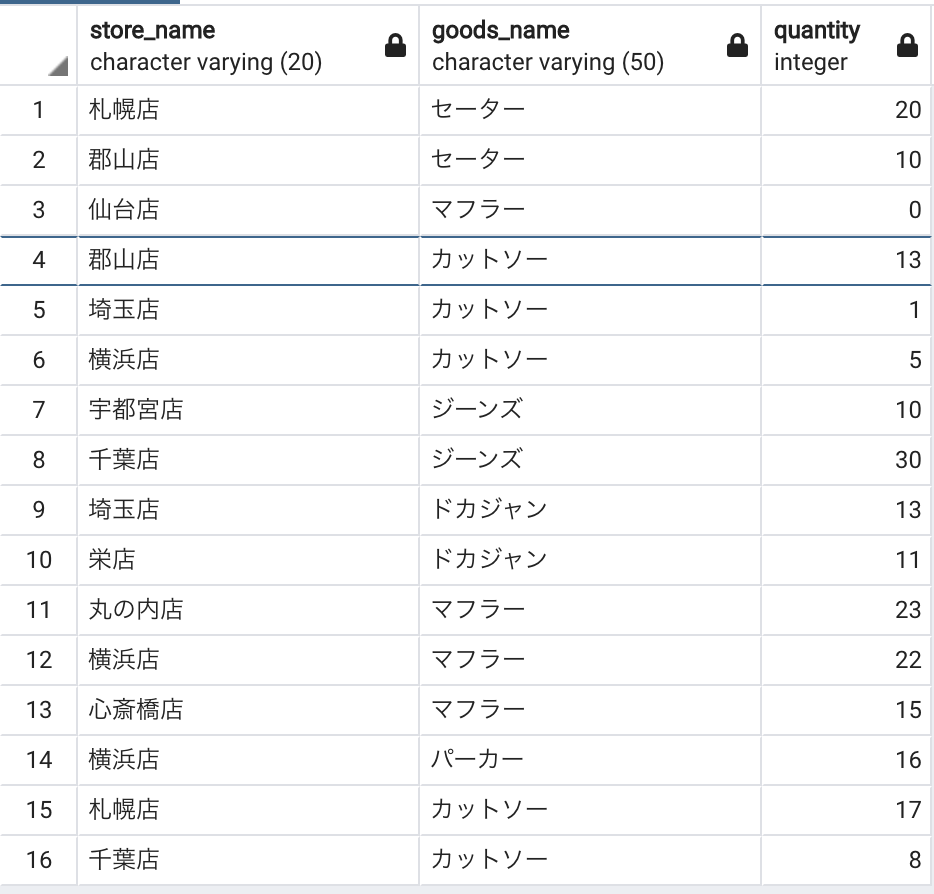 store_name goods_name quantity
character varying (20) character varying (50) integer
1 札幌店 セーター 20
2 郡山店 セーター 10
3 仙台店 マフラー 0
4 郡山店 カットソー 13
5 埼玉店 カットソー 1
6 横浜店 カットソー 5
7 宇都宮店 ジーンズ 10
8 千葉店 ジーンズ 30
9 埼玉店 ドカジャン 13
10 栄店 ドカジャン 11
11 丸の内店 マフラー 23
12 横浜店 マフラー 22
13 心斎橋店 マフラー 15
14 横浜店 パーカー 16
15 札幌店 カットソー 17
16 千葉店 カットソー 8